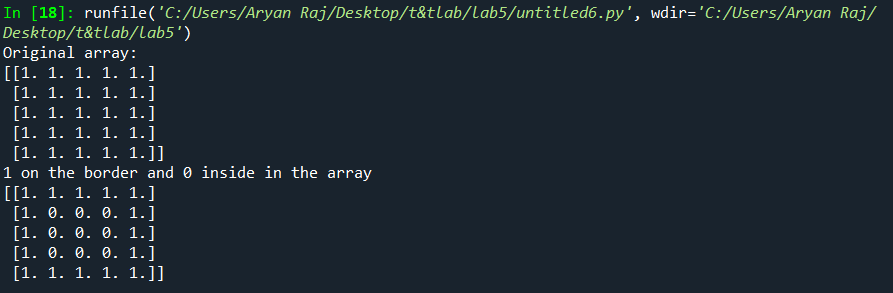 In [18]: runfile('C:/Users/Aryan Raj/Desktop/t&tlab/lab5/untitled6.py', wdir='C:/Users/Aryan Raj/
Desktop/t&tlab/lab5')
Original array:
[[1. 1. 1. 1. 1.]
 [1. 1. 1. 1. 1.]
 [1. 1. 1. 1. 1.]
 [1. 1. 1. 1. 1.]
 [1. 1. 1. 1. 1.]]
1 on the border and 0 inside in the array
[[1. 1. 1. 1. 1.]
 [1. 0. 0. 0. 1.]
 [1. 0. 0. 0. 1.]
 [1. 0. 0. 0. 1.]
 [1. 1. 1. 1. 1.]]